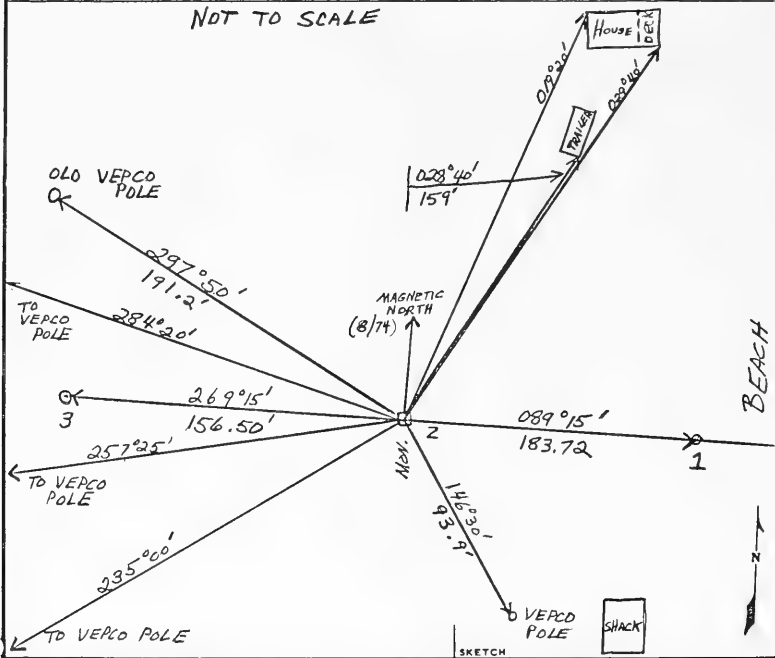 NOT TO SCALE
HOUSE
DECK
019°20'
029°40'
TRAILER
028°40'
159'
OLD VEPCO
POLE
297°50'
191.2'
TO
VEPCO
POLE
284°20'
MAGNETIC
NORTH
(8/74)
BEACH
269°15'
156.50'
3
089°15'
183.72
2
1
MON.
257°25'
TO VEPCO
POLE
146°30'
93.9'
235°00'
TO VEPCO POLE
VEPCO
POLE
SHACK
N
SKETCH